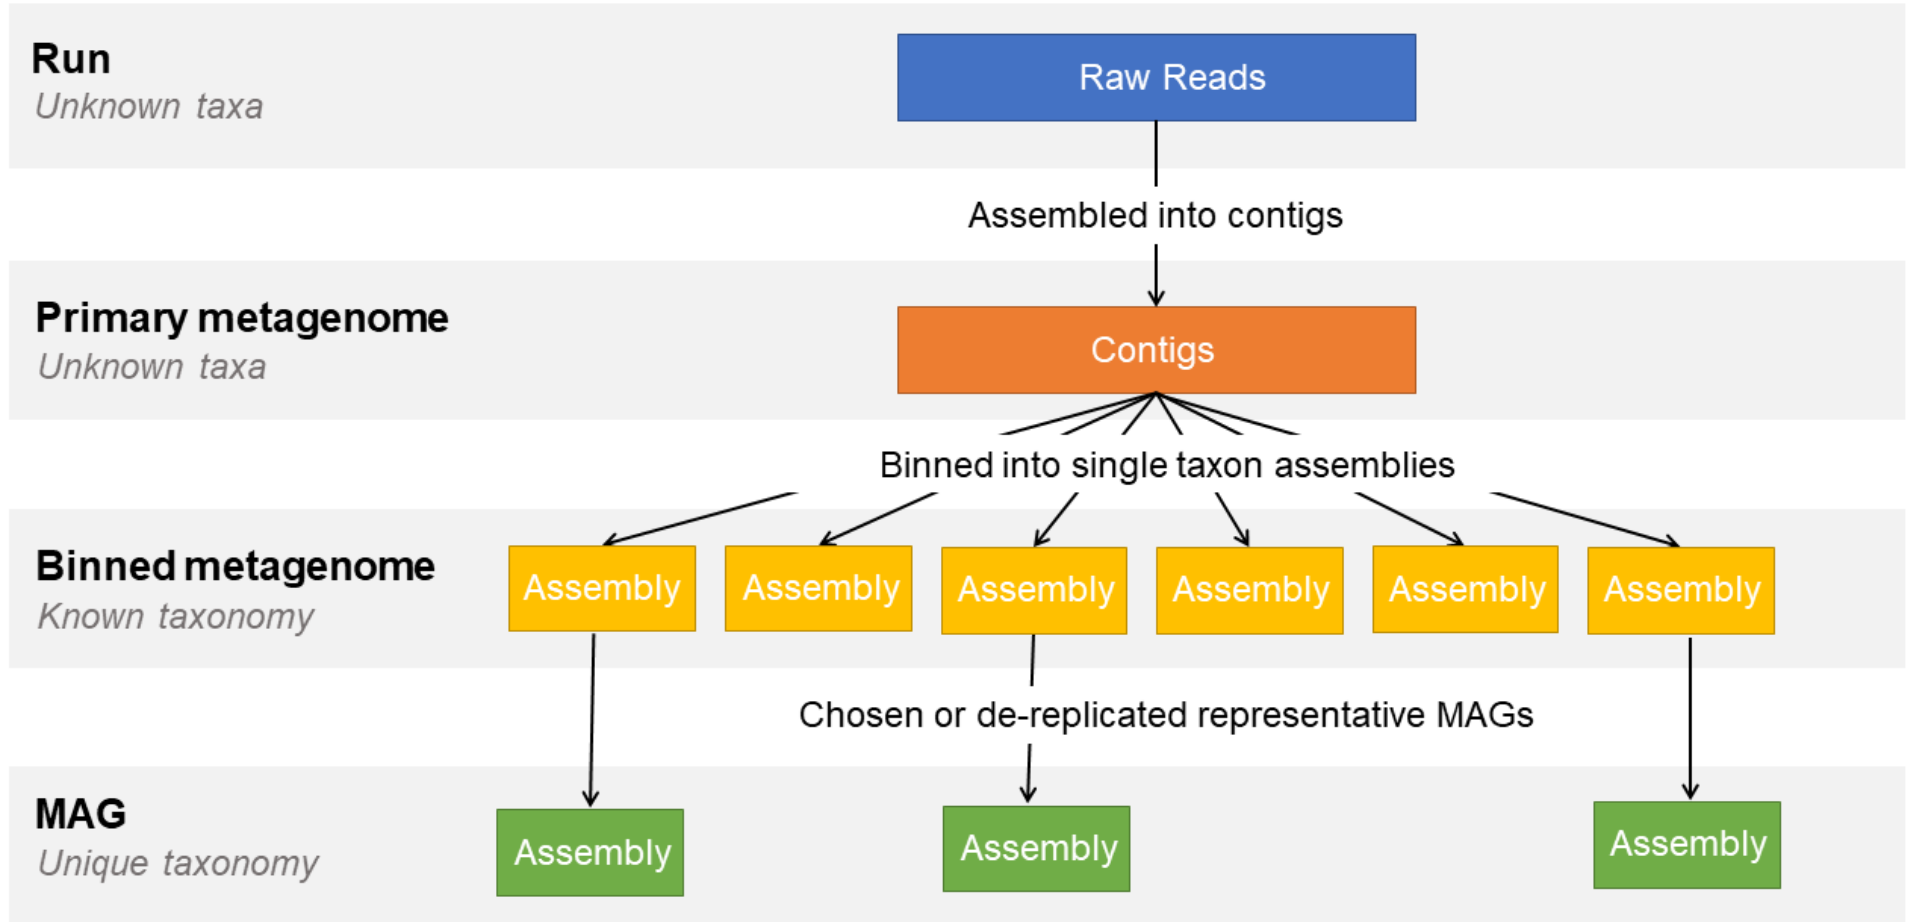 Run
Unknown taxa
Raw Reads
Assembled into contigs
Primary metagenome
Unknown taxa
Contigs
Binned into single taxon assemblies
Binned metagenome
Known taxonomy
Assembly
Assembly
Assembly
Assembly
Assembly
Assembly
Chosen or de-replicated representative MAGs
MAG
Unique taxonomy
Assembly
Assembly
Assembly